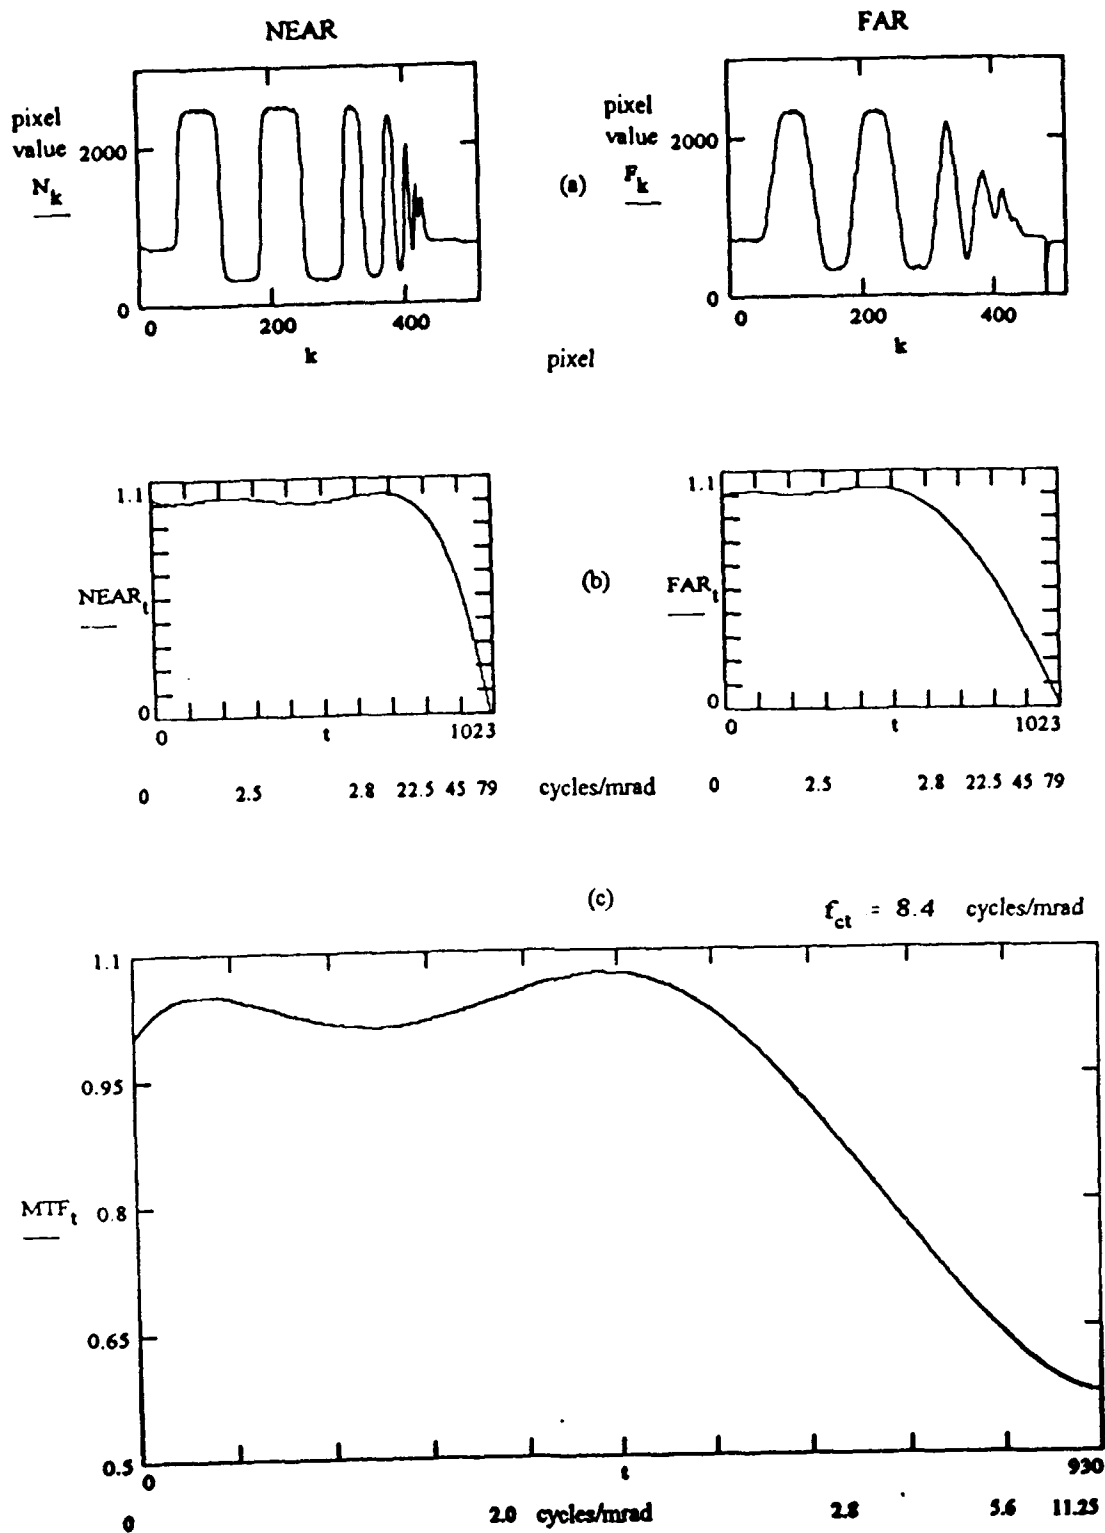 NEAR
FAR
pixel
value 2000
N_k
0
0 200 400
k
(a)
pixel
pixel
value 2000
F_k
0
0 200 400
k
1.1
NEAR_t
0
0 t 1023
0 2.5 2.8 22.5 45 79 cycles/mrad
(b)
1.1
FAR_t
0
0 t 1023
0 2.5 2.8 22.5 45 79
(c)
f_ct = 8.4 cycles/mrad
1.1
0.95
MTF_t 0.8
0.65
0.5
0 t 930
0 2.0 cycles/mrad 2.8 5.6 11.25